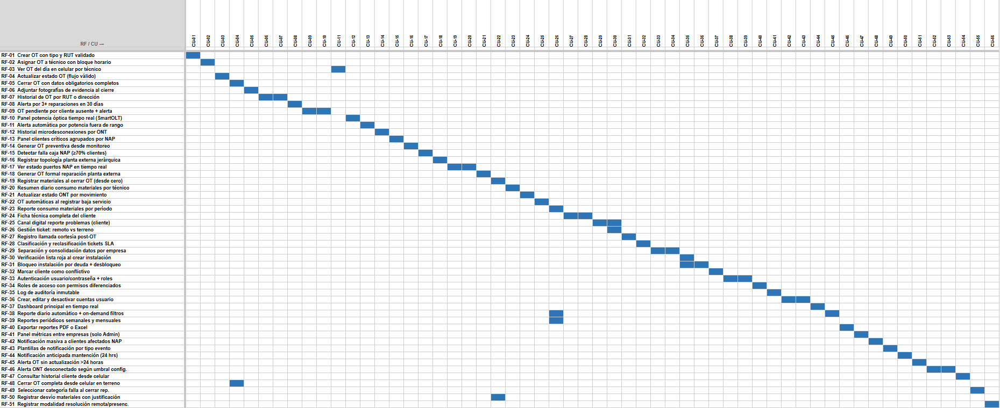 CU-01 CU-02 CU-03 CU-04 CU-05 CU-06 CU-07 CU-08 CU-09 CU-10 CU-11 CU-12 CU-13 CU-14 CU-15 CU-16 CU-17 CU-18 CU-19 CU-20 CU-21 CU-22 CU-23 CU-24 CU-25 CU-26 CU-27 CU-28 CU-29 CU-30 CU-31 CU-32 CU-33 CU-34 CU-35 CU-36 CU-37 CU-38 CU-39 CU-40 CU-41 CU-42 CU-43 CU-44 CU-45 CU-46 CU-47 CU-48 CU-49 CU-50 CU-51 CU-52 CU-53 CU-54 CU-55 CU-56
RF / CU →
RF-01 Crear OT con tipo y RUT validado
RF-02 Asignar OT a técnico con bloque horario
RF-03 Ver OT del día en celular por técnico
RF-04 Actualizar estado OT (flujo válido)
RF-05 Cerrar OT con datos obligatorios completos
RF-06 Adjuntar fotografías de evidencia al cierre
RF-07 Historial de OT por RUT o dirección
RF-08 Alerta por 3+ reparaciones en 30 días
RF-09 OT pendiente por cliente ausente + alerta
RF-10 Panel potencia óptica tiempo real (SmartOLT)
RF-11 Alerta automática por potencia fuera de rango
RF-12 Historial microdesconexiones por ONT
RF-13 Panel clientes críticos agrupados por NAP
RF-14 Generar OT preventiva desde monitoreo
RF-15 Detectar falla caja NAP (≥70% clientes)
RF-16 Registrar topología planta externa jerárquica
RF-17 Ver estado puertos NAP en tiempo real
RF-18 Generar OT formal reparación planta externa
RF-19 Registrar materiales al cerrar OT (desde cero)
RF-20 Resumen diario consumo materiales por técnico
RF-21 Actualizar estado ONT por movimiento
RF-22 OT automáticas al registrar baja servicio
RF-23 Reporte consumo materiales por período
RF-24 Ficha técnica completa del cliente
RF-25 Canal digital reporte problemas (cliente)
RF-26 Gestión ticket: remoto vs terreno
RF-27 Registro llamada cortesía post-OT
RF-28 Clasificación y reclasificación tickets SLA
RF-29 Separación y consolidación datos por empresa
RF-30 Verificación lista roja al crear instalación
RF-31 Bloqueo instalación por deuda + desbloqueo
RF-32 Marcar cliente como conflictivo
RF-33 Autenticación usuario/contraseña + roles
RF-34 Roles de acceso con permisos diferenciados
RF-35 Log de auditoría inmutable
RF-36 Crear, editar y desactivar cuentas usuario
RF-37 Dashboard principal en tiempo real
RF-38 Reporte diario automático + on-demand filtros
RF-39 Reportes periódicos semanales y mensuales
RF-40 Exportar reportes PDF o Excel
RF-41 Panel métricas entre empresas (solo Admin)
RF-42 Notificación masiva a clientes afectados NAP
RF-43 Plantillas de notificación por tipo evento
RF-44 Notificación anticipada mantención (24 hrs)
RF-45 Alerta OT sin actualización >24 horas
RF-46 Alerta ONT desconectado según umbral config.
RF-47 Consultar historial cliente desde celular
RF-48 Cerrar OT completa desde celular en terreno
RF-49 Seleccionar categoría falla al cerrar rep.
RF-50 Registrar desvío materiales con justificación
RF-51 Registrar modalidad resolución remota/presenc.